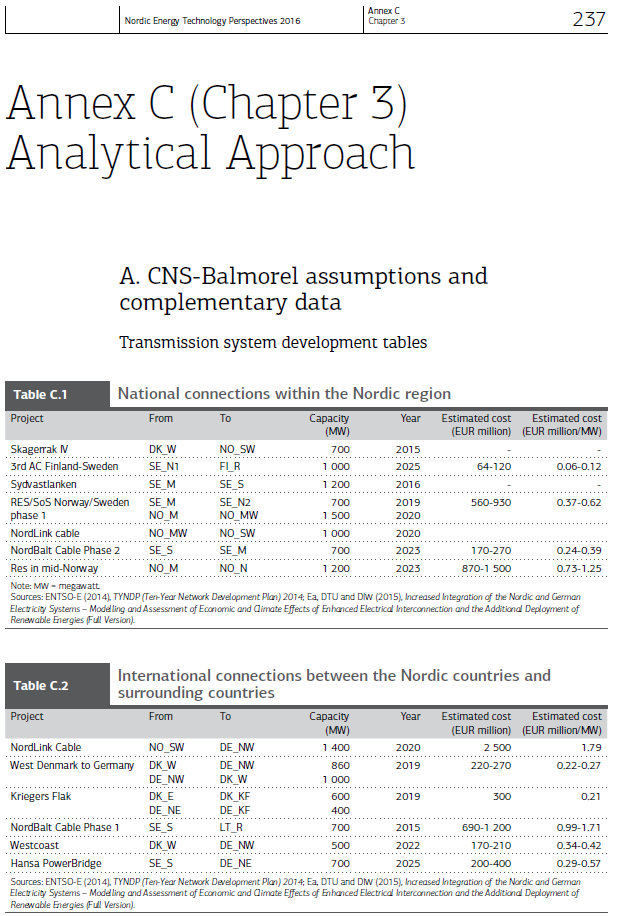 Nordic Energy Technology Perspectives 2016
Annex C
Chapter 3
237
Annex C (Chapter 3)
Analytical Approach
A. CNS-Balmorel assumptions and
complementary data
Transmission system development tables
Table C.1 National connections within the Nordic region
Project From To Capacity (MW) Year Estimated cost (EUR million) Estimated cost (EUR million/MW)
Skagerrak IV DK_W NO_SW 700 2015 - -
3rd AC Finland-Sweden SE_N1 FI_R 1 000 2025 64-120 0.06-0.12
Sydvastlanken SE_M SE_S 1 200 2016 - -
RES/SoS Norway/Sweden SE_M SE_N2 700 2019 560-930 0.37-0.62
phase 1 NO_M NO_MW 1 500 2020
NordLink cable NO_MW NO_SW 1 000 2020
NordBalt Cable Phase 2 SE_S SE_M 700 2023 170-270 0.24-0.39
Res in mid-Norway NO_M NO_N 1 200 2023 870-1 500 0.73-1.25
Note: MW = megawatt.
Sources: ENTSO-E (2014), TYNDP (Ten-Year Network Development Plan) 2014; Ea, DTU and DIW (2015), Increased Integration of the Nordic and German
Electricity Systems – Modelling and Assessment of Economic and Climate Effects of Enhanced Electrical Interconnection and the Additional Deployment of
Renewable Energies (Full Version).
Table C.2 International connections between the Nordic countries and
surrounding countries
Project From To Capacity (MW) Year Estimated cost (EUR million) Estimated cost (EUR million/MW)
NordLink Cable NO_SW DE_NW 1 400 2020 2 500 1.79
West Denmark to Germany DK_W DE_NW 860 2019 220-270 0.22-0.27
DE_NW DK_W 1 000
Kriegers Flak DK_E DK_KF 600 2019 300 0.21
DE_NE DE_KF 400
NordBalt Cable Phase 1 SE_S LT_R 700 2015 690-1 200 0.99-1.71
Westcoast DK_W DE_NW 500 2022 170-210 0.34-0.42
Hansa PowerBridge SE_S DE_NE 700 2025 200-400 0.29-0.57
Sources: ENTSO-E (2014), TYNDP (Ten-Year Network Development Plan) 2014; Ea, DTU and DIW (2015), Increased Integration of the Nordic and German
Electricity Systems – Modelling and Assessment of Economic and Climate Effects of Enhanced Electrical Interconnection and the Additional Deployment of
Renewable Energies (Full Version).